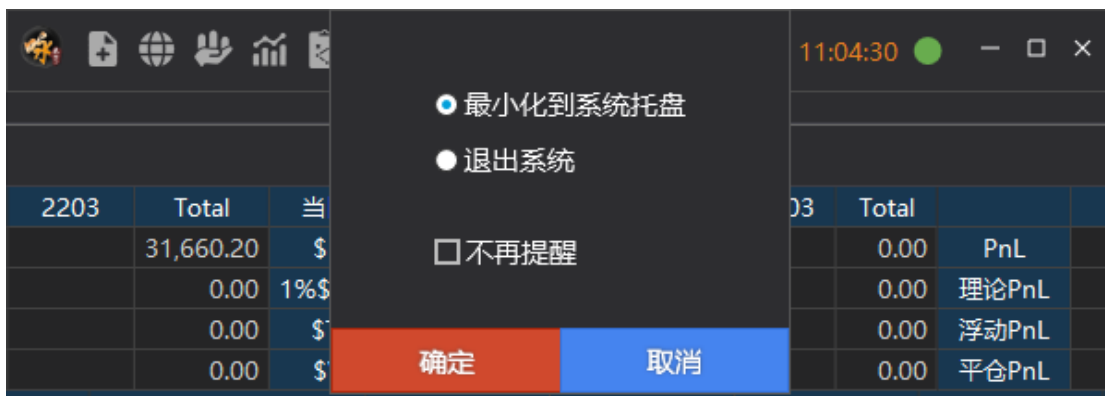 11:04:30
最小化到系统托盘
退出系统
不再提醒
确定 取消
2203 Total 当 03 Total
31,660.20 $ 0.00 PnL
0.00 1%$ 0.00 理论PnL
0.00 $ 0.00 浮动PnL
0.00 $ 0.00 平仓PnL